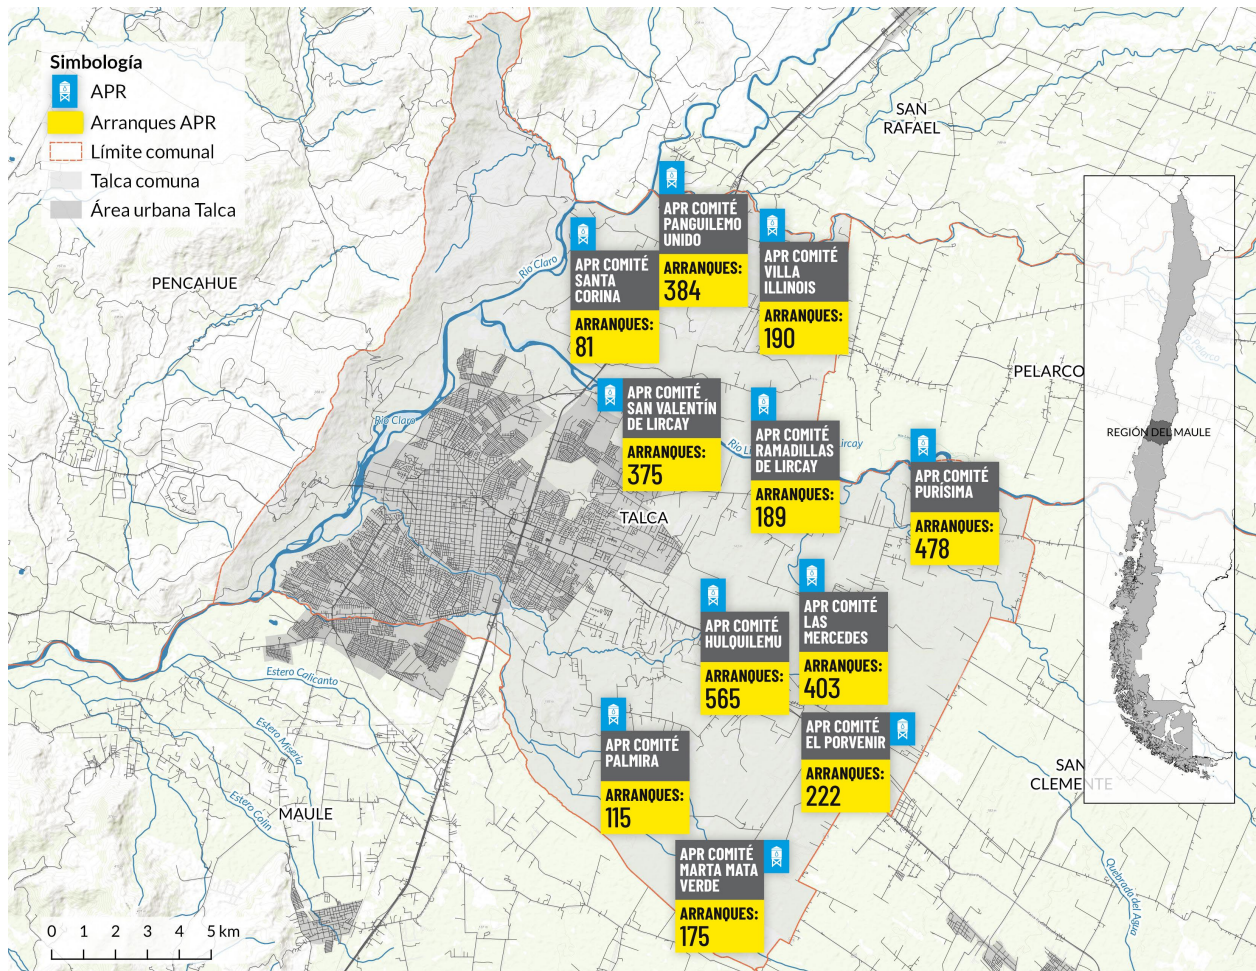 Simbología
APR
Arranques APR
Límite comunal
Talca comuna
Área urbana Talca
SAN
RAFAEL
PENCAHUE
PELARCO
REGIÓN DEL MAULE
TALCA
SAN
CLEMENTE
MAULE
Río Claro
Río Claro
Estero Calicanto
Estero Miseria
Estero Colín
Quebrada del Agua
APR COMITÉ
PANGUILEMO
UNIDO
ARRANQUES:
384
APR COMITÉ
SANTA
CORINA
ARRANQUES:
81
APR COMITÉ
VILLA
ILLINOIS
ARRANQUES:
190
APR COMITÉ
SAN VALENTÍN
DE LIRCAY
ARRANQUES:
375
APR COMITÉ
RAMADILLAS
DE LIRCAY
ARRANQUES:
189
APR COMITÉ
PURÍSIMA
ARRANQUES:
478
APR COMITÉ
HULQUILEMU
ARRANQUES:
565
APR COMITÉ
LAS
MERCEDES
ARRANQUES:
403
APR COMITÉ
EL PORVENIR
ARRANQUES:
222
APR COMITÉ
PALMIRA
ARRANQUES:
115
APR COMITÉ
MARTA MATA
VERDE
ARRANQUES:
175
0 1 2 3 4 5 km